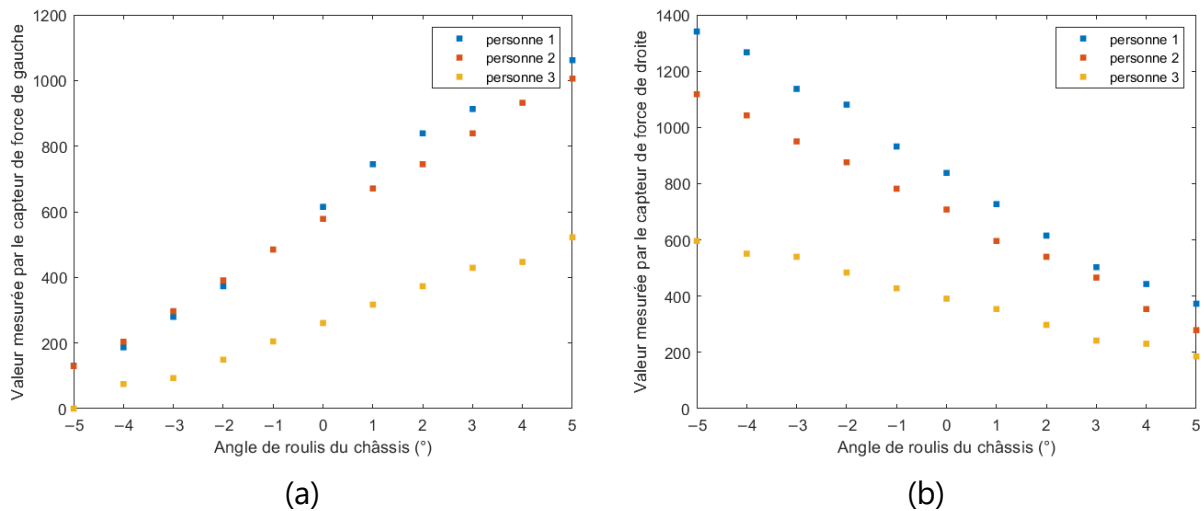 1200
1000
800
600
400
200
0
Valeur mesurée par le capteur de force de gauche
personne 1
personne 2
personne 3
−5 −4 −3 −2 −1 0 1 2 3 4 5
Angle de roulis du châssis (°)
(a)
1400
1200
1000
800
600
400
200
0
Valeur mesurée par le capteur de force de droite
personne 1
personne 2
personne 3
−5 −4 −3 −2 −1 0 1 2 3 4 5
Angle de roulis du châssis (°)
(b)